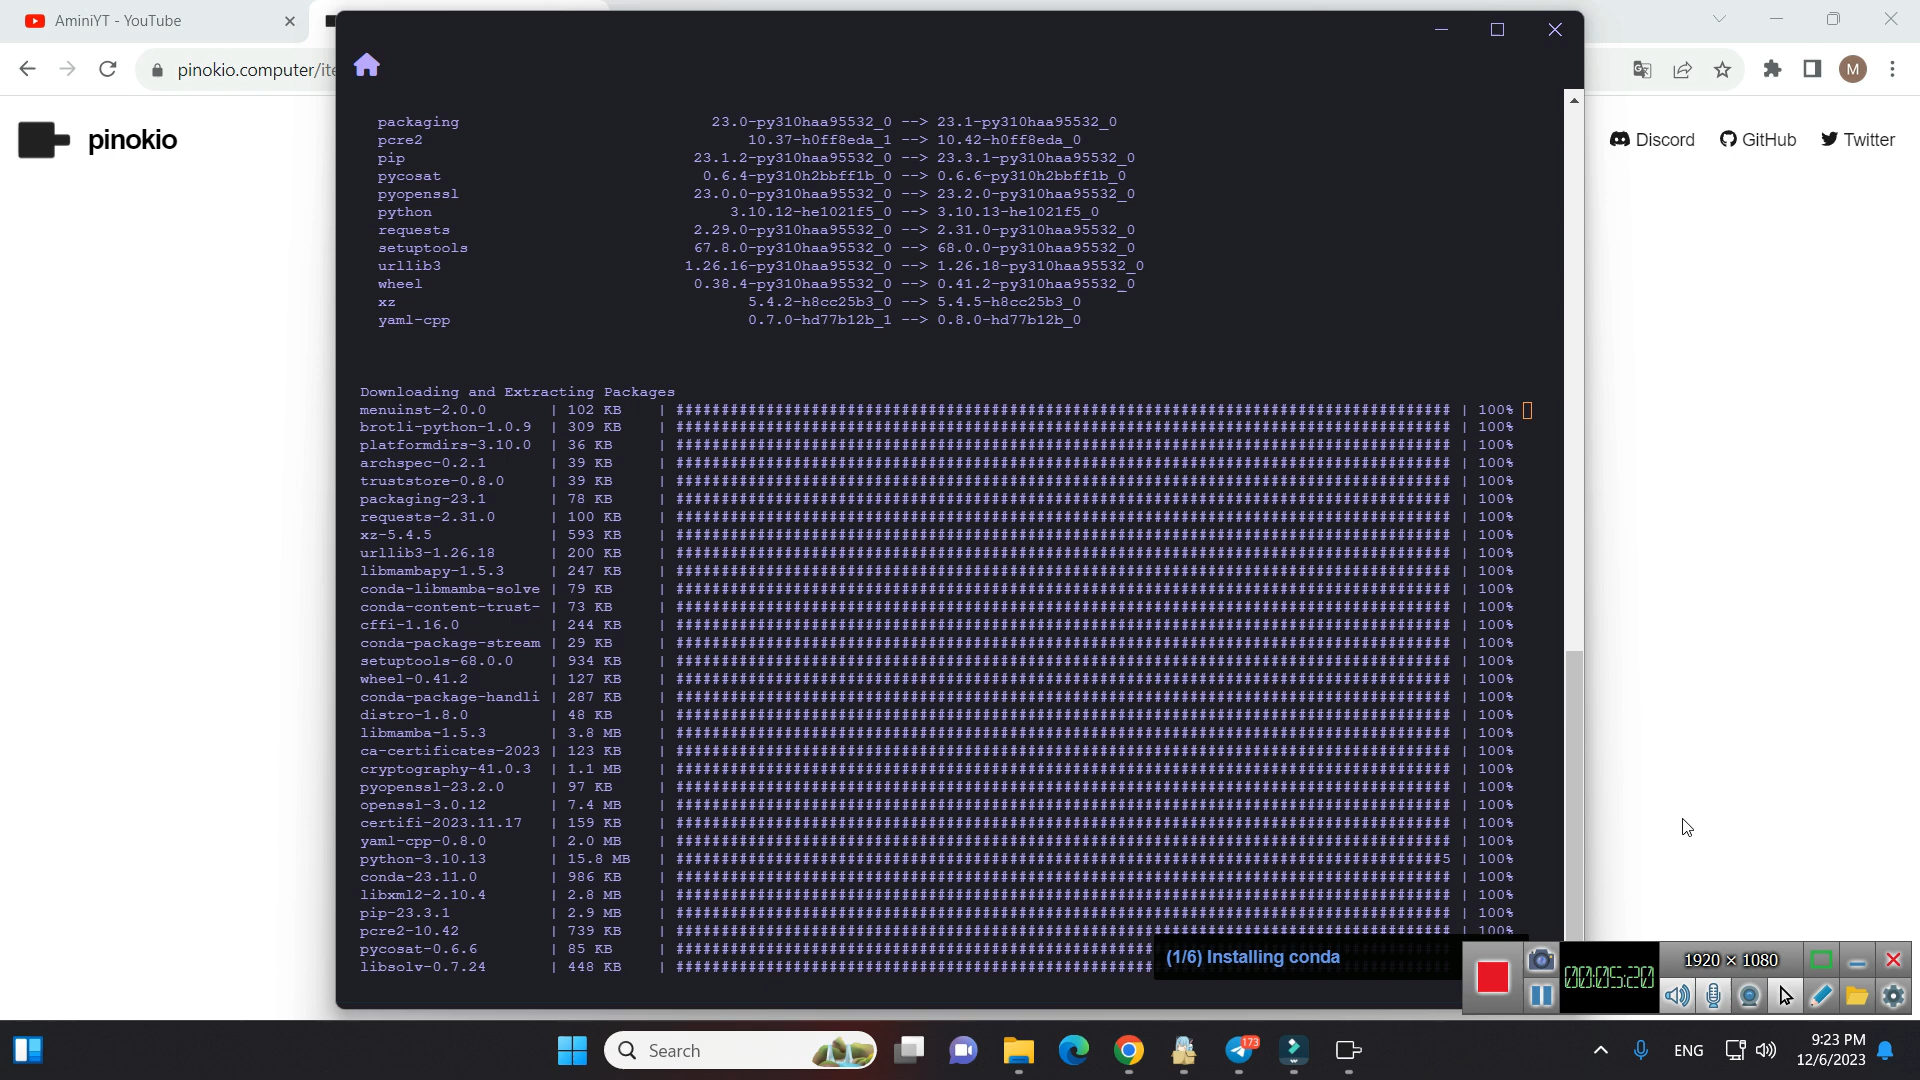 AminiYT - YouTube
pinokio.computer/ite
pinokio
Discord
GitHub
Twitter
packaging 23.0-py310haa95532_0 --> 23.1-py310haa95532_0
pcre2 10.37-h0ff8eda_1 --> 10.42-h0ff8eda_0
pip 23.1.2-py310haa95532_0 --> 23.3.1-py310haa95532_0
pycosat 0.6.4-py310h2bbff1b_0 --> 0.6.6-py310h2bbff1b_0
pyopenssl 23.0.0-py310haa95532_0 --> 23.2.0-py310haa95532_0
python 3.10.12-he1021f5_0 --> 3.10.13-he1021f5_0
requests 2.29.0-py310haa95532_0 --> 2.31.0-py310haa95532_0
setuptools 67.8.0-py310haa95532_0 --> 68.0.0-py310haa95532_0
urllib3 1.26.16-py310haa95532_0 --> 1.26.18-py310haa95532_0
wheel 0.38.4-py310haa95532_0 --> 0.41.2-py310haa95532_0
xz 5.4.2-h8cc25b3_0 --> 5.4.5-h8cc25b3_0
yaml-cpp 0.7.0-hd77b12b_1 --> 0.8.0-hd77b12b_0
Downloading and Extracting Packages
menuinst-2.0.0 | 102 KB | ###################################################################################### | 100%
brotli-python-1.0.9 | 309 KB | ###################################################################################### | 100%
platformdirs-3.10.0 | 36 KB | ###################################################################################### | 100%
archspec-0.2.1 | 39 KB | ###################################################################################### | 100%
truststore-0.8.0 | 39 KB | ###################################################################################### | 100%
packaging-23.1 | 78 KB | ###################################################################################### | 100%
requests-2.31.0 | 100 KB | ###################################################################################### | 100%
xz-5.4.5 | 593 KB | ###################################################################################### | 100%
urllib3-1.26.18 | 200 KB | ###################################################################################### | 100%
libmambapy-1.5.3 | 247 KB | ###################################################################################### | 100%
conda-libmamba-solve | 79 KB | ###################################################################################### | 100%
conda-content-trust- | 73 KB | ###################################################################################### | 100%
cffi-1.16.0 | 244 KB | ###################################################################################### | 100%
conda-package-stream | 29 KB | ###################################################################################### | 100%
setuptools-68.0.0 | 934 KB | ###################################################################################### | 100%
wheel-0.41.2 | 127 KB | ###################################################################################### | 100%
conda-package-handli | 287 KB | ###################################################################################### | 100%
distro-1.8.0 | 48 KB | ###################################################################################### | 100%
libmamba-1.5.3 | 3.8 MB | ###################################################################################### | 100%
ca-certificates-2023 | 123 KB | ###################################################################################### | 100%
cryptography-41.0.3 | 1.1 MB | ###################################################################################### | 100%
pyopenssl-23.2.0 | 97 KB | ###################################################################################### | 100%
openssl-3.0.12 | 7.4 MB | ###################################################################################### | 100%
certifi-2023.11.17 | 159 KB | ###################################################################################### | 100%
yaml-cpp-0.8.0 | 2.0 MB | ###################################################################################### | 100%
python-3.10.13 | 15.8 MB | #####################################################################################5 | 100%
conda-23.11.0 | 986 KB | ###################################################################################### | 100%
libxml2-2.10.4 | 2.8 MB | ###################################################################################### | 100%
pip-23.3.1 | 2.9 MB | ###################################################################################### | 100%
pcre2-10.42 | 739 KB | ###################################################################################### | 100%
pycosat-0.6.6 | 85 KB | #####################################################
libsolv-0.7.24 | 448 KB | #####################################################
(1/6) Installing conda
00:05:20
1920 × 1080
Search
173
ENG
9:23 PM
12/6/2023
M